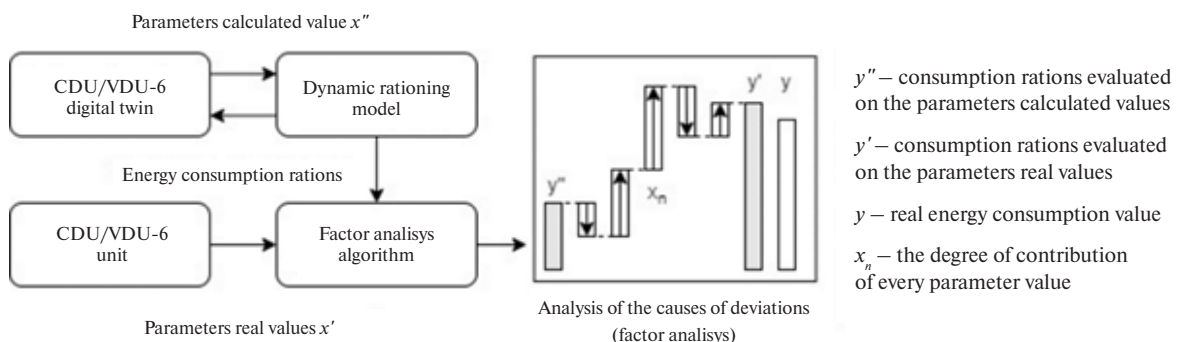 Parameters calculated value x″
CDU/VDU-6
digital twin
Dynamic rationing
model
Energy consumption rations
CDU/VDU-6
unit
Factor analisys
algorithm
Parameters real values x′
y″
xn
y′
y
Analysis of the causes of deviations
(factor analisys)
y″ – consumption rations evaluated
on the parameters calculated values
y′ – consumption rations evaluated
on the parameters real values
y – real energy consumption value
xn – the degree of contribution
of every parameter value